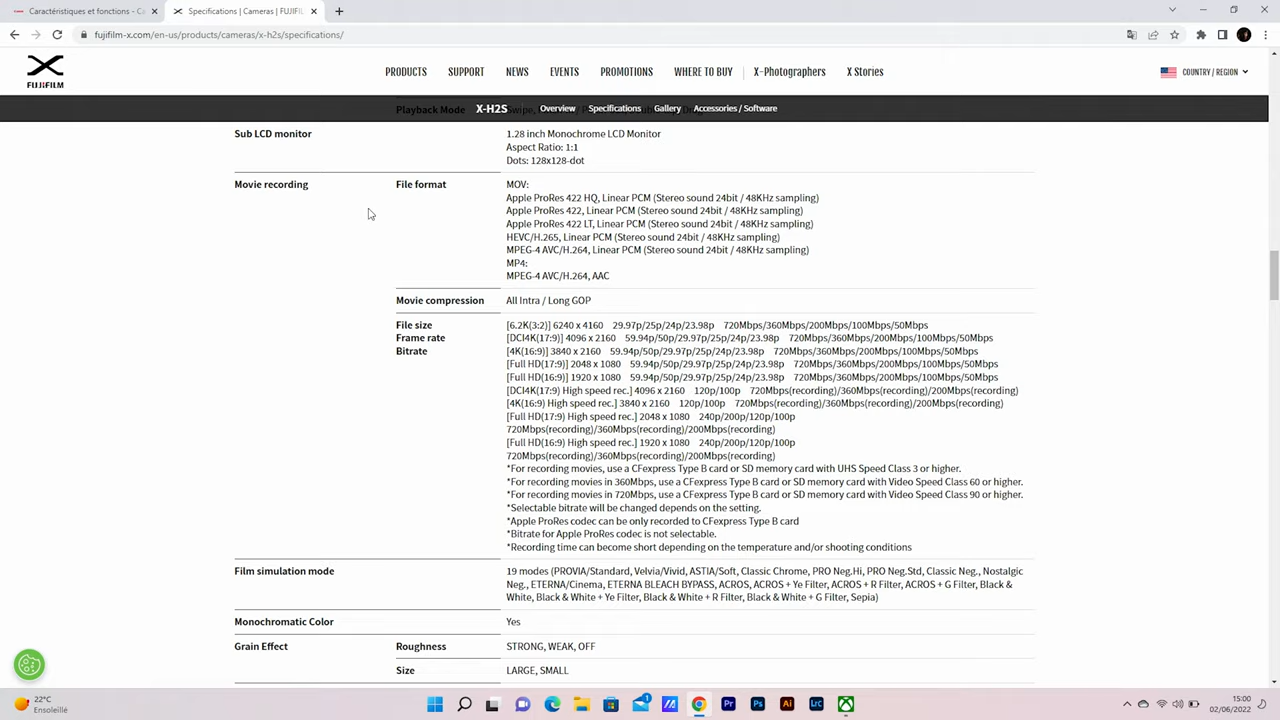 Caractéristiques et fonctions - Ca
Specifications | Cameras | FUJIFIL
fujifilm-x.com/en-us/products/cameras/x-h2s/specifications/
FUJIFILM
PRODUCTS SUPPORT NEWS EVENTS PROMOTIONS WHERE TO BUY X-Photographers X Stories COUNTRY / REGION
X-H2S Overview Specifications Gallery Accessories / Software
Playback Mode
Sub LCD monitor 1.28 inch Monochrome LCD Monitor
Aspect Ratio: 1:1
Dots: 128x128-dot
Movie recording File format MOV:
Apple ProRes 422 HQ, Linear PCM (Stereo sound 24bit / 48KHz sampling)
Apple ProRes 422, Linear PCM (Stereo sound 24bit / 48KHz sampling)
Apple ProRes 422 LT, Linear PCM (Stereo sound 24bit / 48KHz sampling)
HEVC/H.265, Linear PCM (Stereo sound 24bit / 48KHz sampling)
MPEG-4 AVC/H.264, Linear PCM (Stereo sound 24bit / 48KHz sampling)
MP4:
MPEG-4 AVC/H.264, AAC
Movie compression All Intra / Long GOP
File size [6.2K(3:2)] 6240 x 4160 29.97p/25p/24p/23.98p 720Mbps/360Mbps/200Mbps/100Mbps/50Mbps
Frame rate [DCI4K(17:9)] 4096 x 2160 59.94p/50p/29.97p/25p/24p/23.98p 720Mbps/360Mbps/200Mbps/100Mbps/50Mbps
Bitrate [4K(16:9)] 3840 x 2160 59.94p/50p/29.97p/25p/24p/23.98p 720Mbps/360Mbps/200Mbps/100Mbps/50Mbps
[Full HD(17:9)] 2048 x 1080 59.94p/50p/29.97p/25p/24p/23.98p 720Mbps/360Mbps/200Mbps/100Mbps/50Mbps
[Full HD(16:9)] 1920 x 1080 59.94p/50p/29.97p/25p/24p/23.98p 720Mbps/360Mbps/200Mbps/100Mbps/50Mbps
[DCI4K(17:9) High speed rec.] 4096 x 2160 120p/100p 720Mbps(recording)/360Mbps(recording)/200Mbps(recording)
[4K(16:9) High speed rec.] 3840 x 2160 120p/100p 720Mbps(recording)/360Mbps(recording)/200Mbps(recording)
[Full HD(17:9) High speed rec.] 2048 x 1080 240p/200p/120p/100p
720Mbps(recording)/360Mbps(recording)/200Mbps(recording)
[Full HD(16:9) High speed rec.] 1920 x 1080 240p/200p/120p/100p
720Mbps(recording)/360Mbps(recording)/200Mbps(recording)
*For recording movies, use a CFexpress Type B card or SD memory card with UHS Speed Class 3 or higher.
*For recording movies in 360Mbps, use a CFexpress Type B card or SD memory card with Video Speed Class 60 or higher.
*For recording movies in 720Mbps, use a CFexpress Type B card or SD memory card with Video Speed Class 90 or higher.
*Selectable bitrate will be changed depends on the setting.
*Apple ProRes codec can be only recorded to CFexpress Type B card
*Bitrate for Apple ProRes codec is not selectable.
*Recording time can become short depending on the temperature and/or shooting conditions
Film simulation mode 19 modes (PROVIA/Standard, Velvia/Vivid, ASTIA/Soft, Classic Chrome, PRO Neg.Hi, PRO Neg.Std, Classic Neg., Nostalgic
Neg., ETERNA/Cinema, ETERNA BLEACH BYPASS, ACROS, ACROS + Ye Filter, ACROS + R Filter, ACROS + G Filter, Black &
White, Black & White + Ye Filter, Black & White + R Filter, Black & White + G Filter, Sepia)
Monochromatic Color Yes
Grain Effect Roughness STRONG, WEAK, OFF
Size LARGE, SMALL
22°C
Ensoleillé
1
Pr Ps Ai Lrc
15:00
02/06/2022